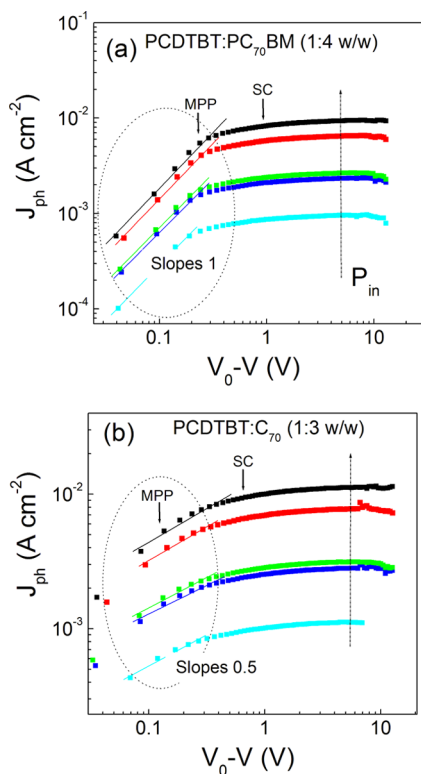 (a) PCDTBT:PC₇₀BM (1:4 w/w)
10⁻¹
10⁻²
10⁻³
10⁻⁴
J_ph (A cm⁻²)
MPP
SC
Slopes 1
P_in
0.1 1 10
V₀-V (V)
(b) PCDTBT:C₇₀ (1:3 w/w)
10⁻²
10⁻³
J_ph (A cm⁻²)
MPP
SC
Slopes 0.5
P_in
0.1 1 10
V₀-V (V)